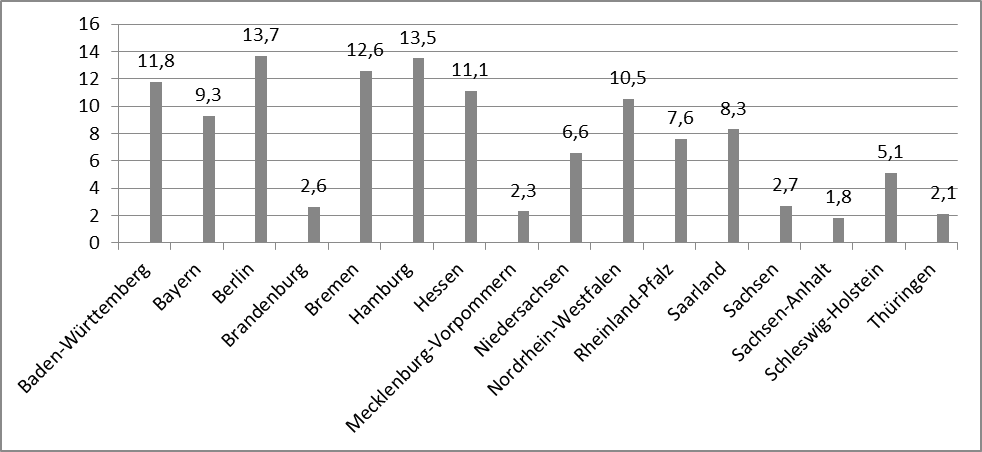 16
14
12
10
8
6
4
2
0
11,8
9,3
13,7
2,6
12,6
13,5
11,1
2,3
6,6
10,5
7,6
8,3
2,7
1,8
5,1
2,1
Baden-Württemberg
Bayern
Berlin
Brandenburg
Bremen
Hamburg
Hessen
Mecklenburg-Vorpommern
Niedersachsen
Nordrhein-Westfalen
Rheinland-Pfalz
Saarland
Sachsen
Sachsen-Anhalt
Schleswig-Holstein
Thüringen